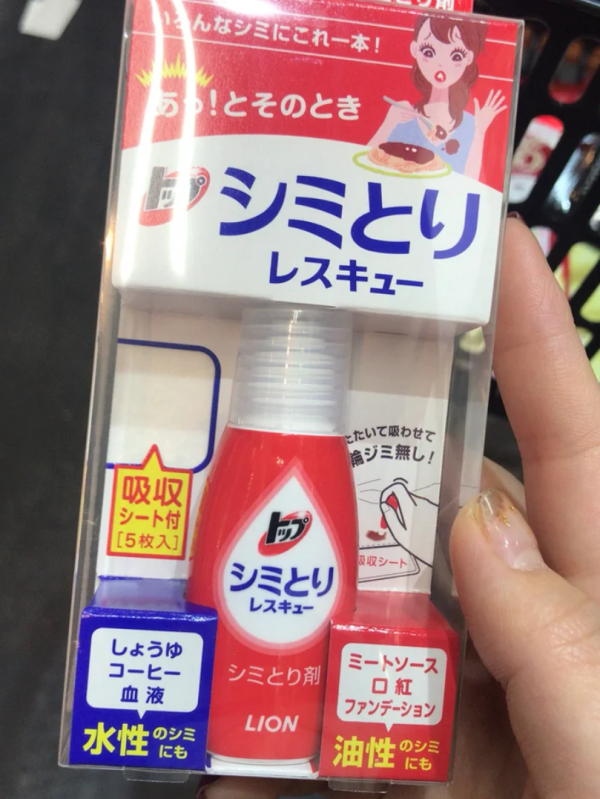 とり剤
いろんなシミにこれ一本!
あっ!とそのとき
トップ
シミとり
レスキュー
たたいて吸わせて
輪ジミ無し!
吸収シート
吸収
シート付
[5枚入]
トップ
シミとり
レスキュー
シミとり剤
LION
しょうゆ
コーヒー
血液
水性のシミにも
ミートソース
口紅
ファンデーション
油性のシミにも